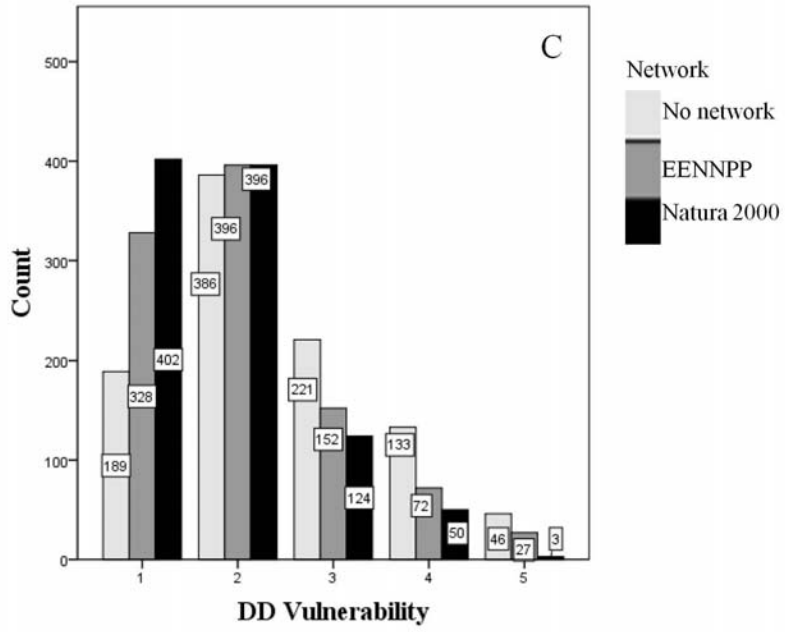 C
Network
No network
EENNPP
Natura 2000
Count
500
400
300
200
100
0
189
328
402
386
396
396
221
152
124
133
72
50
46
27
3
1 2 3 4 5
DD Vulnerability